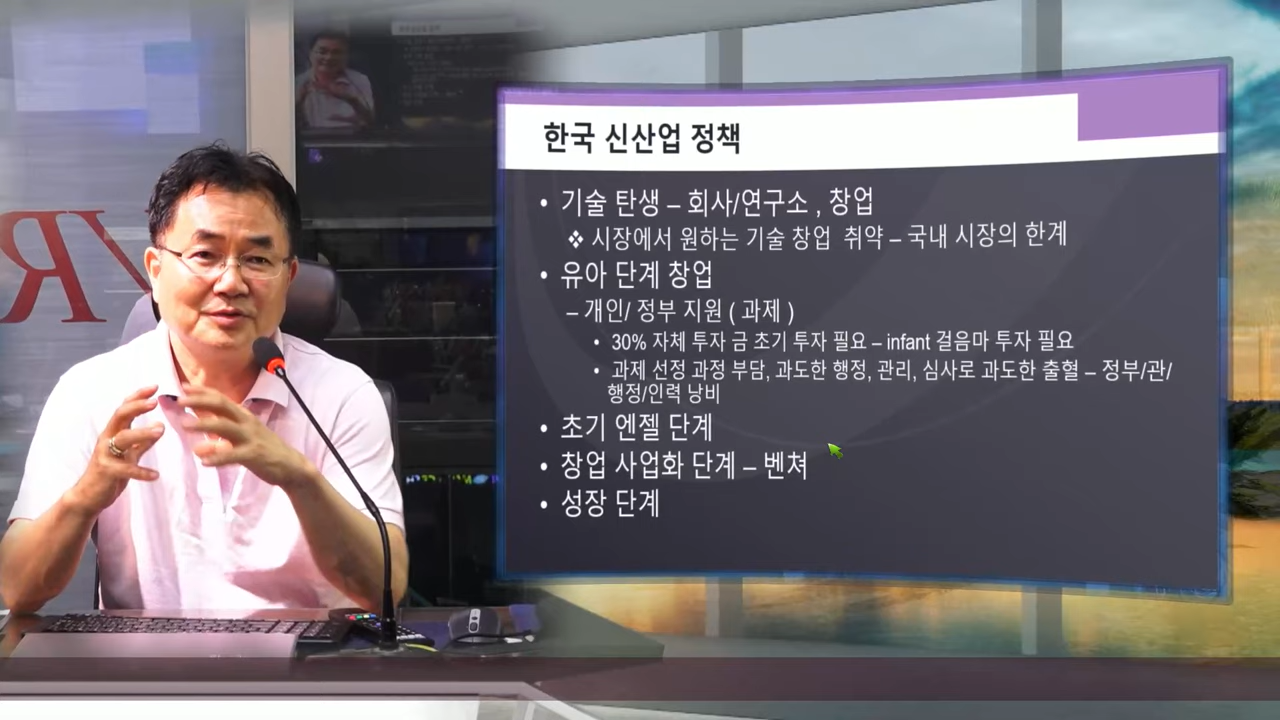 한국 신산업 정책
• 기술 탄생 – 회사/연구소 , 창업
❖ 시장에서 원하는 기술 창업 취약 – 국내 시장의 한계
• 유아 단계 창업
– 개인/ 정부 지원 ( 과제 )
• 30% 자체 투자 금 초기 투자 필요 – infant 걸음마 투자 필요
• 과제 선정 과정 부담, 과도한 행정, 관리, 심사로 과도한 출혈 – 정부/관/
행정/인력 낭비
• 초기 엔젤 단계
• 창업 사업화 단계 – 벤쳐
• 성장 단계